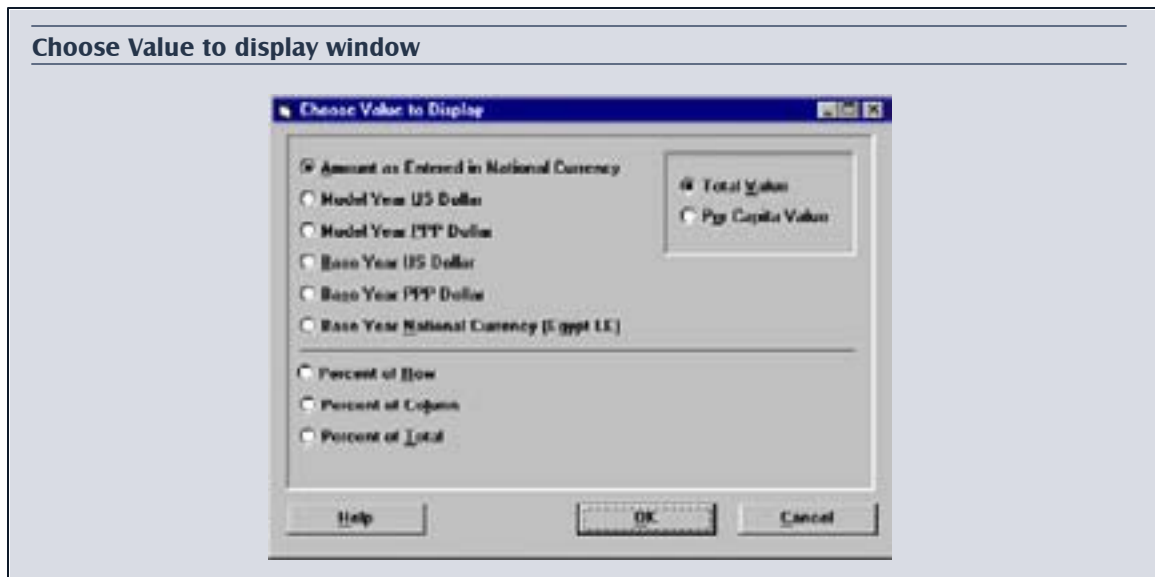 Choose Value to display window
Choose Value to Display
Amount as Entered in National Currency
Model Year US Dollar
Model Year PPP Dollar
Base Year US Dollar
Base Year PPP Dollar
Base Year National Currency (Egypt LE)
Total Value
Per Capita Value
Percent of Row
Percent of Column
Percent of Total
Help
OK
Cancel